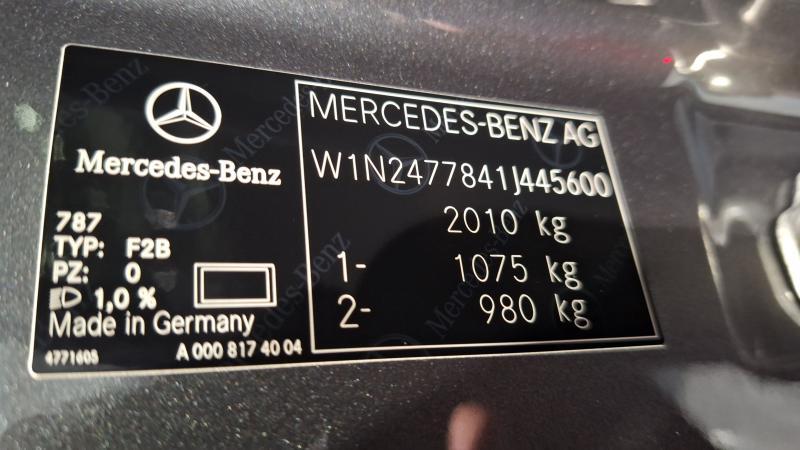 Mercedes-Benz
787
TYP: F2B
PZ: 0
1,0 %
Made in Germany
4771605
A 000 817 40 04
MERCEDES-BENZ AG
W1N2477841J445600
2010 kg
1- 1075 kg
2- 980 kg